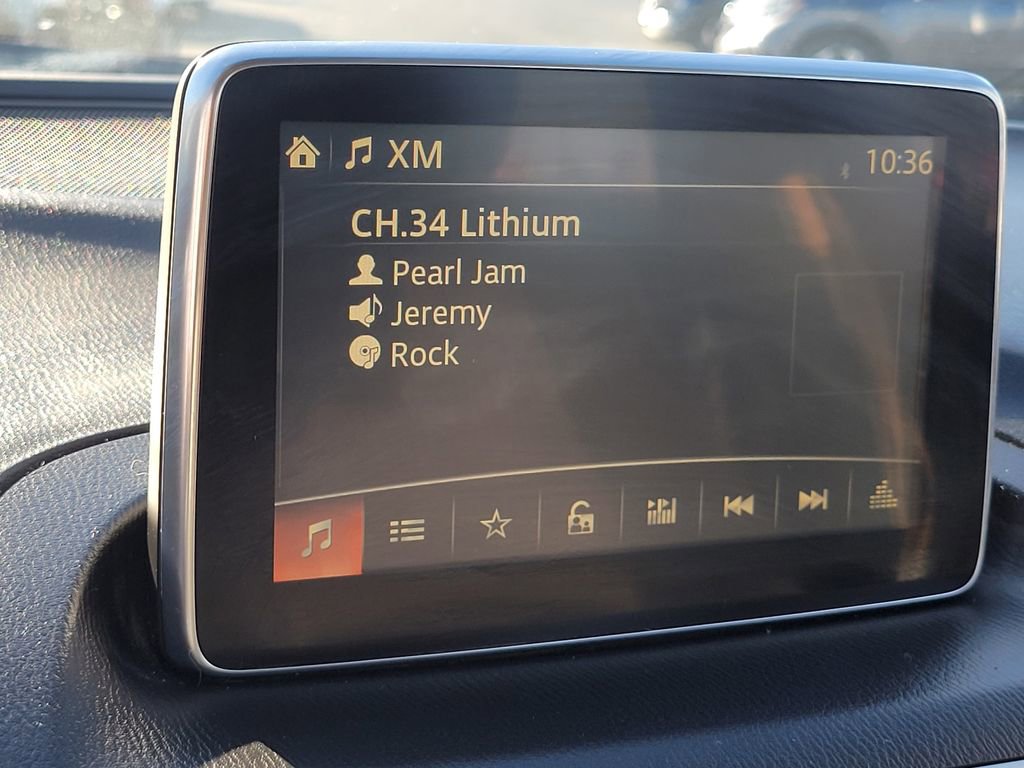 XM
10:36
CH.34 Lithium
Pearl Jam
Jeremy
Rock